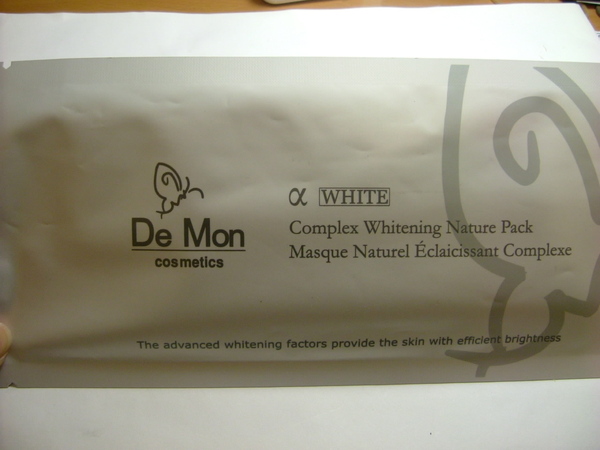 De Mon
cosmetics
α WHITE
Complex Whitening Nature Pack
Masque Naturel Éclaicissant Complexe
The advanced whitening factors provide the skin with efficient brightness